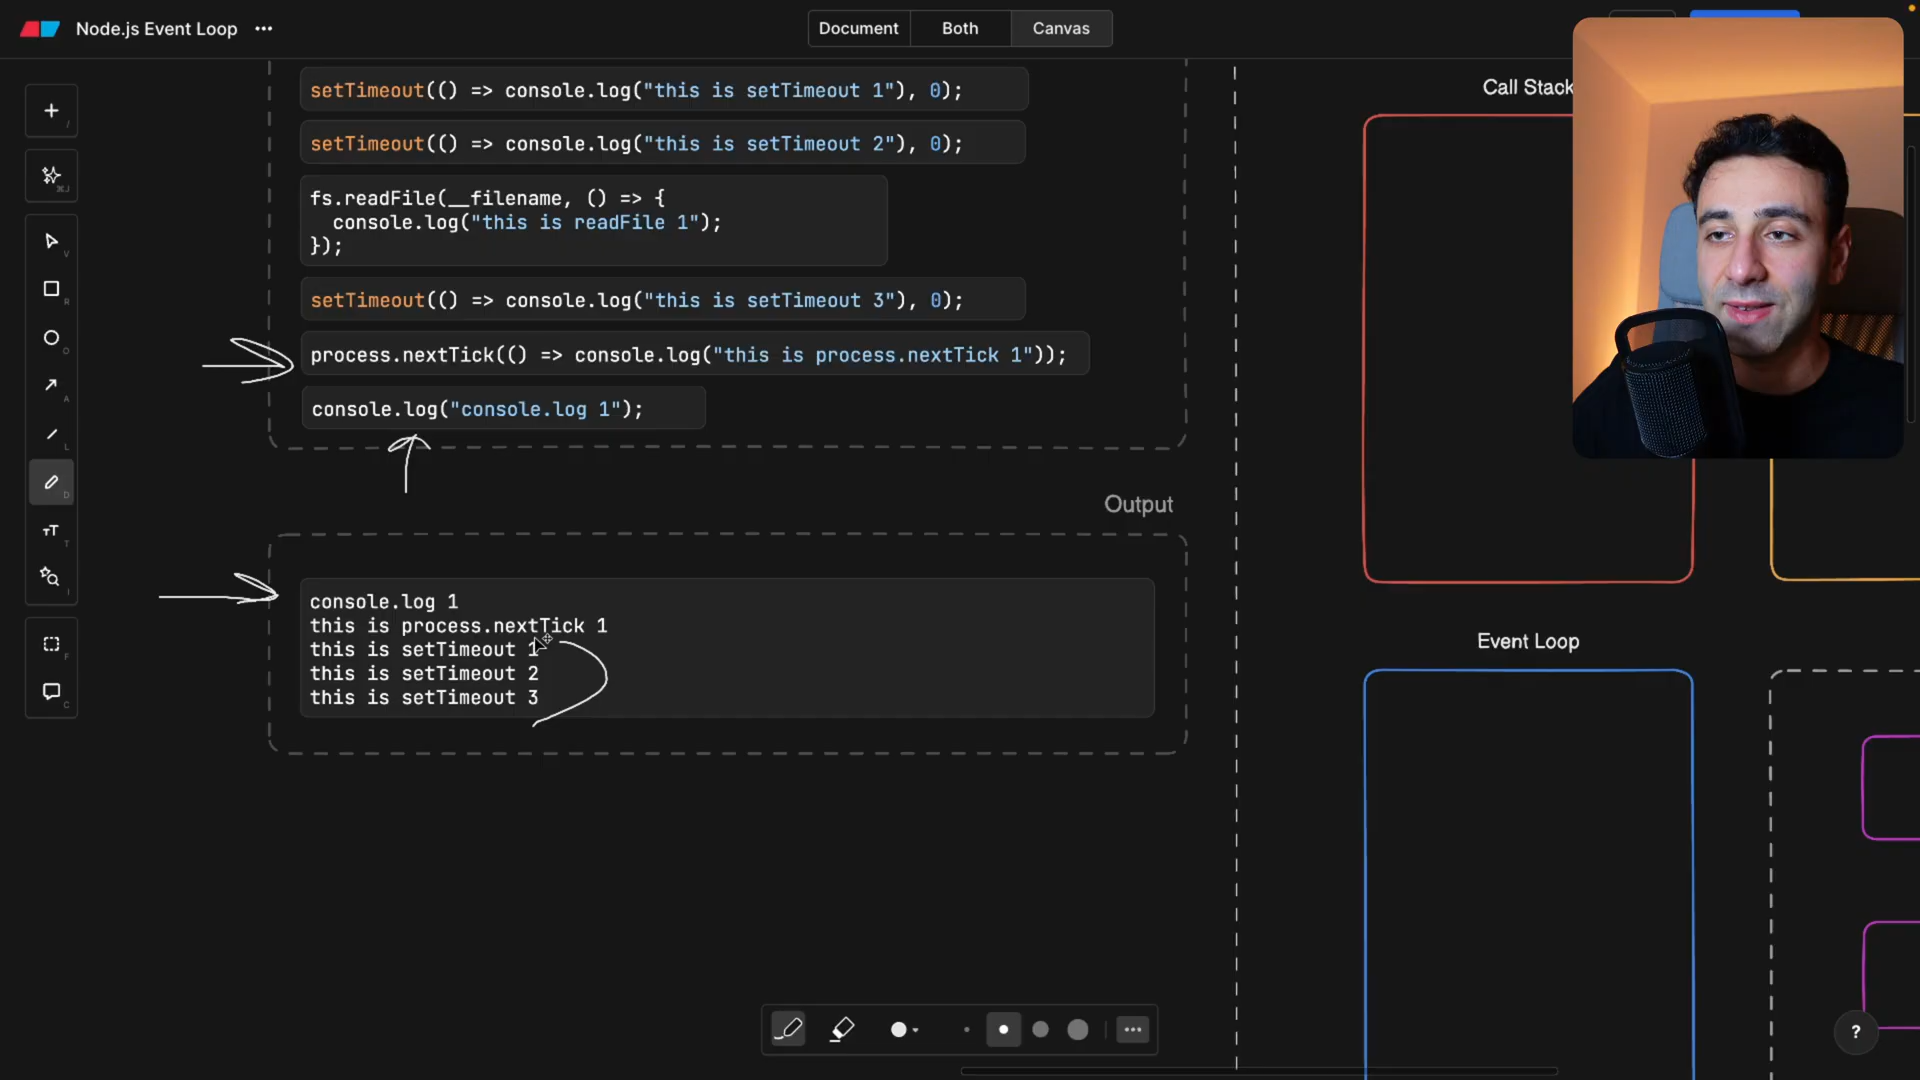 Node.js Event Loop
Document
Both
Canvas
setTimeout(() => console.log("this is setTimeout 1"), 0);
setTimeout(() => console.log("this is setTimeout 2"), 0);
fs.readFile(__filename, () => {
console.log("this is readFile 1");
});
setTimeout(() => console.log("this is setTimeout 3"), 0);
process.nextTick(() => console.log("this is process.nextTick 1"));
console.log("console.log 1");
Output
console.log 1
this is process.nextTick 1
this is setTimeout 1
this is setTimeout 2
this is setTimeout 3
Call Stack
Event Loop
/
⌘J
V
R
O
A
L
D
TT
T
F
C
?